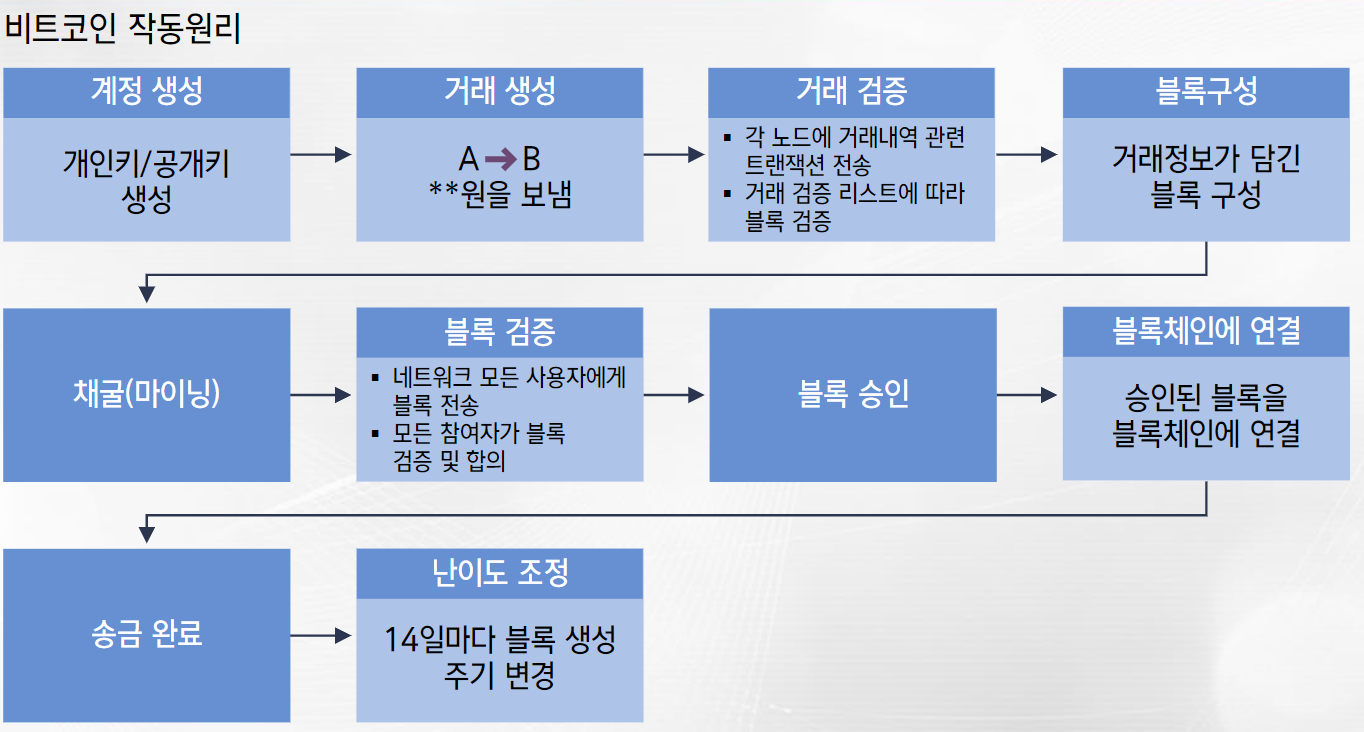 비트코인 작동원리
계정 생성
개인키/공개키
생성
거래 생성
A → B
**원을 보냄
거래 검증
▪ 각 노드에 거래내역 관련
트랜잭션 전송
▪ 거래 검증 리스트에 따라
블록 검증
블록구성
거래정보가 담긴
블록 구성
채굴(마이닝)
블록 검증
▪ 네트워크 모든 사용자에게
블록 전송
▪ 모든 참여자가 블록
검증 및 합의
블록 승인
블록체인에 연결
승인된 블록을
블록체인에 연결
송금 완료
난이도 조정
14일마다 블록 생성
주기 변경